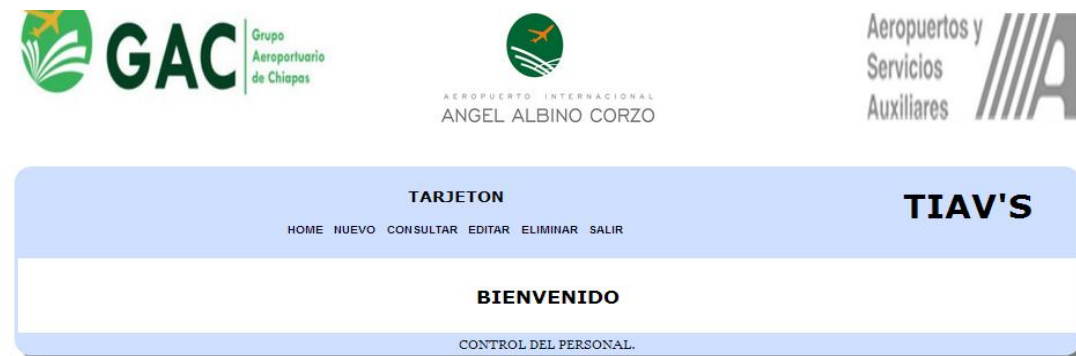 GAC
Grupo
Aeroportuario
de Chiapas
AEROPUERTO INTERNACIONAL
ANGEL ALBINO CORZO
Aeropuertos y
Servicios
Auxiliares
TARJETON
TIAV'S
HOME NUEVO CONSULTAR EDITAR ELIMINAR SALIR
BIENVENIDO
CONTROL DEL PERSONAL.